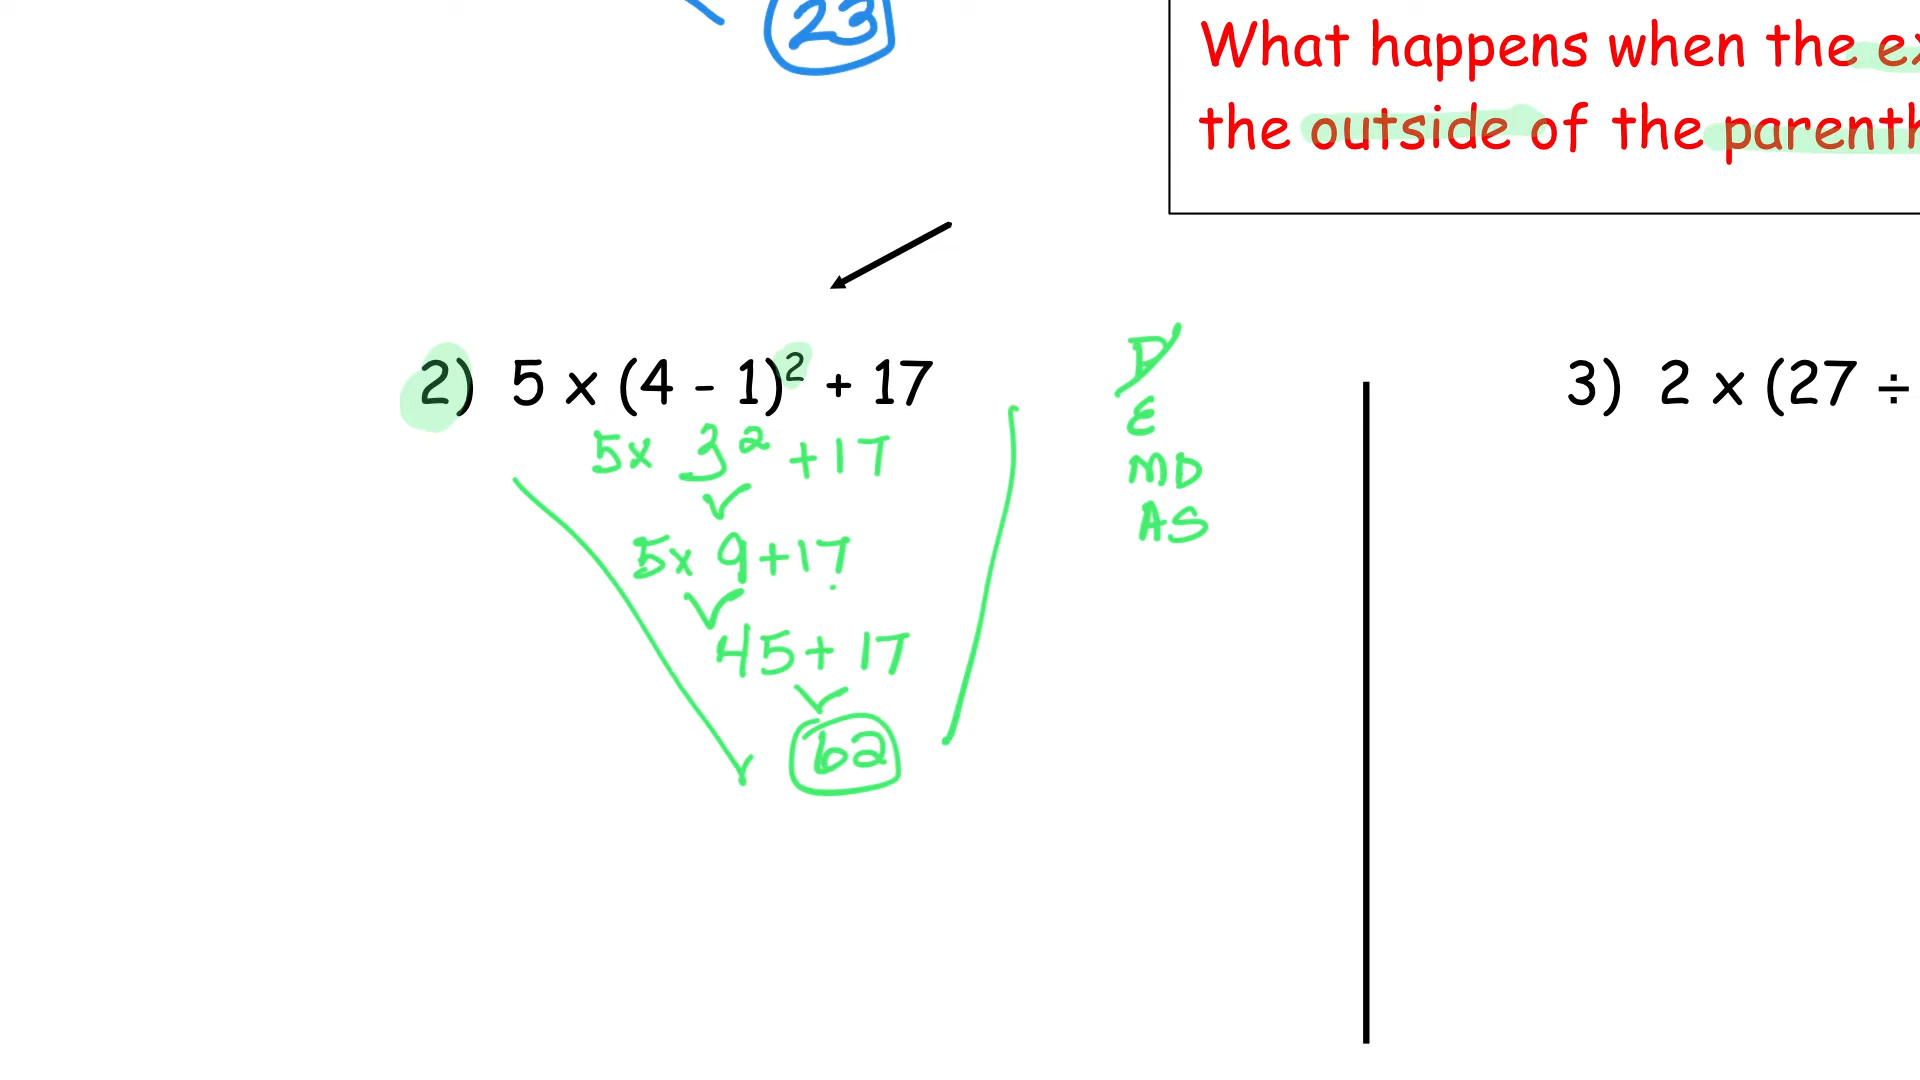 23
What happens when the ex
the outside of the parenth
2) 5 x (4 - 1)² + 17
5x 3² +17
5x 9+17
45+ 17
62
P
E
MD
AS
3) 2 x (27 ÷